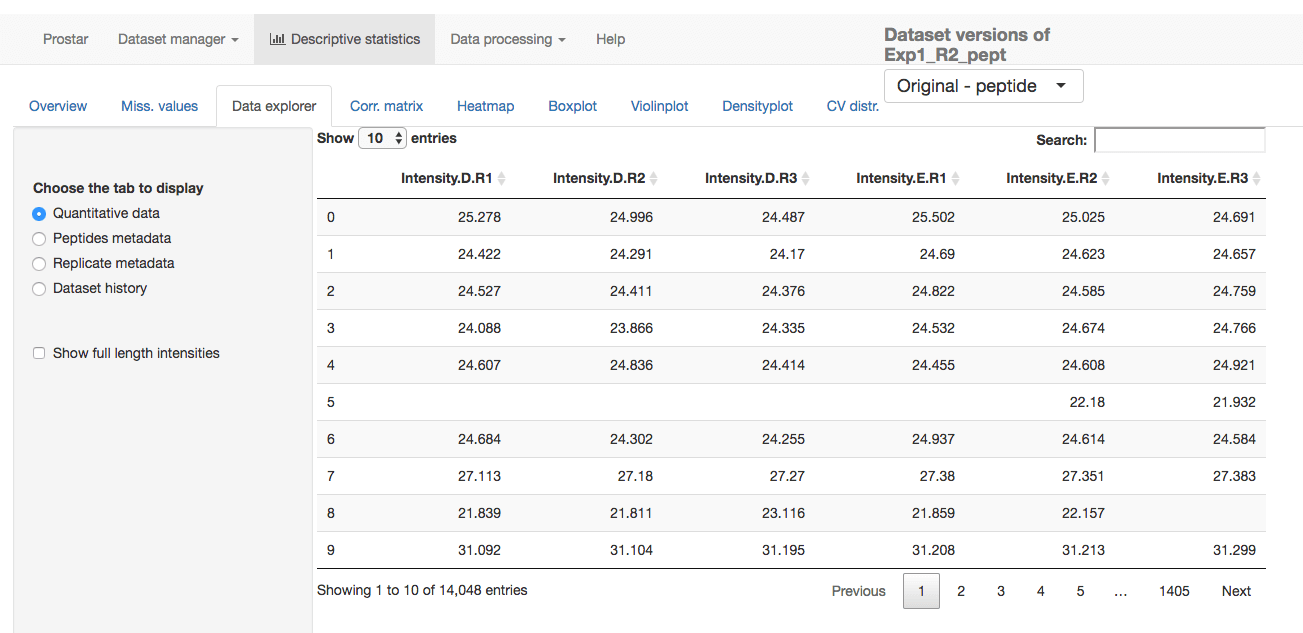 Prostar Dataset manager Descriptive statistics Data processing Help
Dataset versions of
Exp1_R2_pept
Original - peptide
Overview Miss. values Data explorer Corr. matrix Heatmap Boxplot Violinplot Densityplot CV distr.
Choose the tab to display
Quantitative data
Peptides metadata
Replicate metadata
Dataset history
Show full length intensities
Show 10 entries
Search:
Intensity.D.R1 Intensity.D.R2 Intensity.D.R3 Intensity.E.R1 Intensity.E.R2 Intensity.E.R3
0 25.278 24.996 24.487 25.502 25.025 24.691
1 24.422 24.291 24.17 24.69 24.623 24.657
2 24.527 24.411 24.376 24.822 24.585 24.759
3 24.088 23.866 24.335 24.532 24.674 24.766
4 24.607 24.836 24.414 24.455 24.608 24.921
5 22.18 21.932
6 24.684 24.302 24.255 24.937 24.614 24.584
7 27.113 27.18 27.27 27.38 27.351 27.383
8 21.839 21.811 23.116 21.859 22.157
9 31.092 31.104 31.195 31.208 31.213 31.299
Showing 1 to 10 of 14,048 entries
Previous 1 2 3 4 5 … 1405 Next